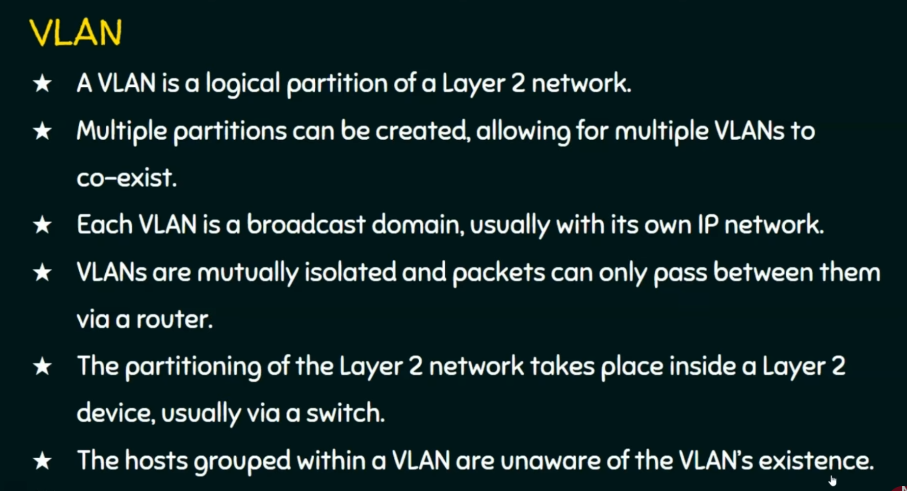 VLAN
★ A VLAN is a logical partition of a Layer 2 network.
★ Multiple partitions can be created, allowing for multiple VLANs to
co-exist.
★ Each VLAN is a broadcast domain, usually with its own IP network.
★ VLANs are mutually isolated and packets can only pass between them
via a router.
★ The partitioning of the Layer 2 network takes place inside a Layer 2
device, usually via a switch.
★ The hosts grouped within a VLAN are unaware of the VLAN's existence.